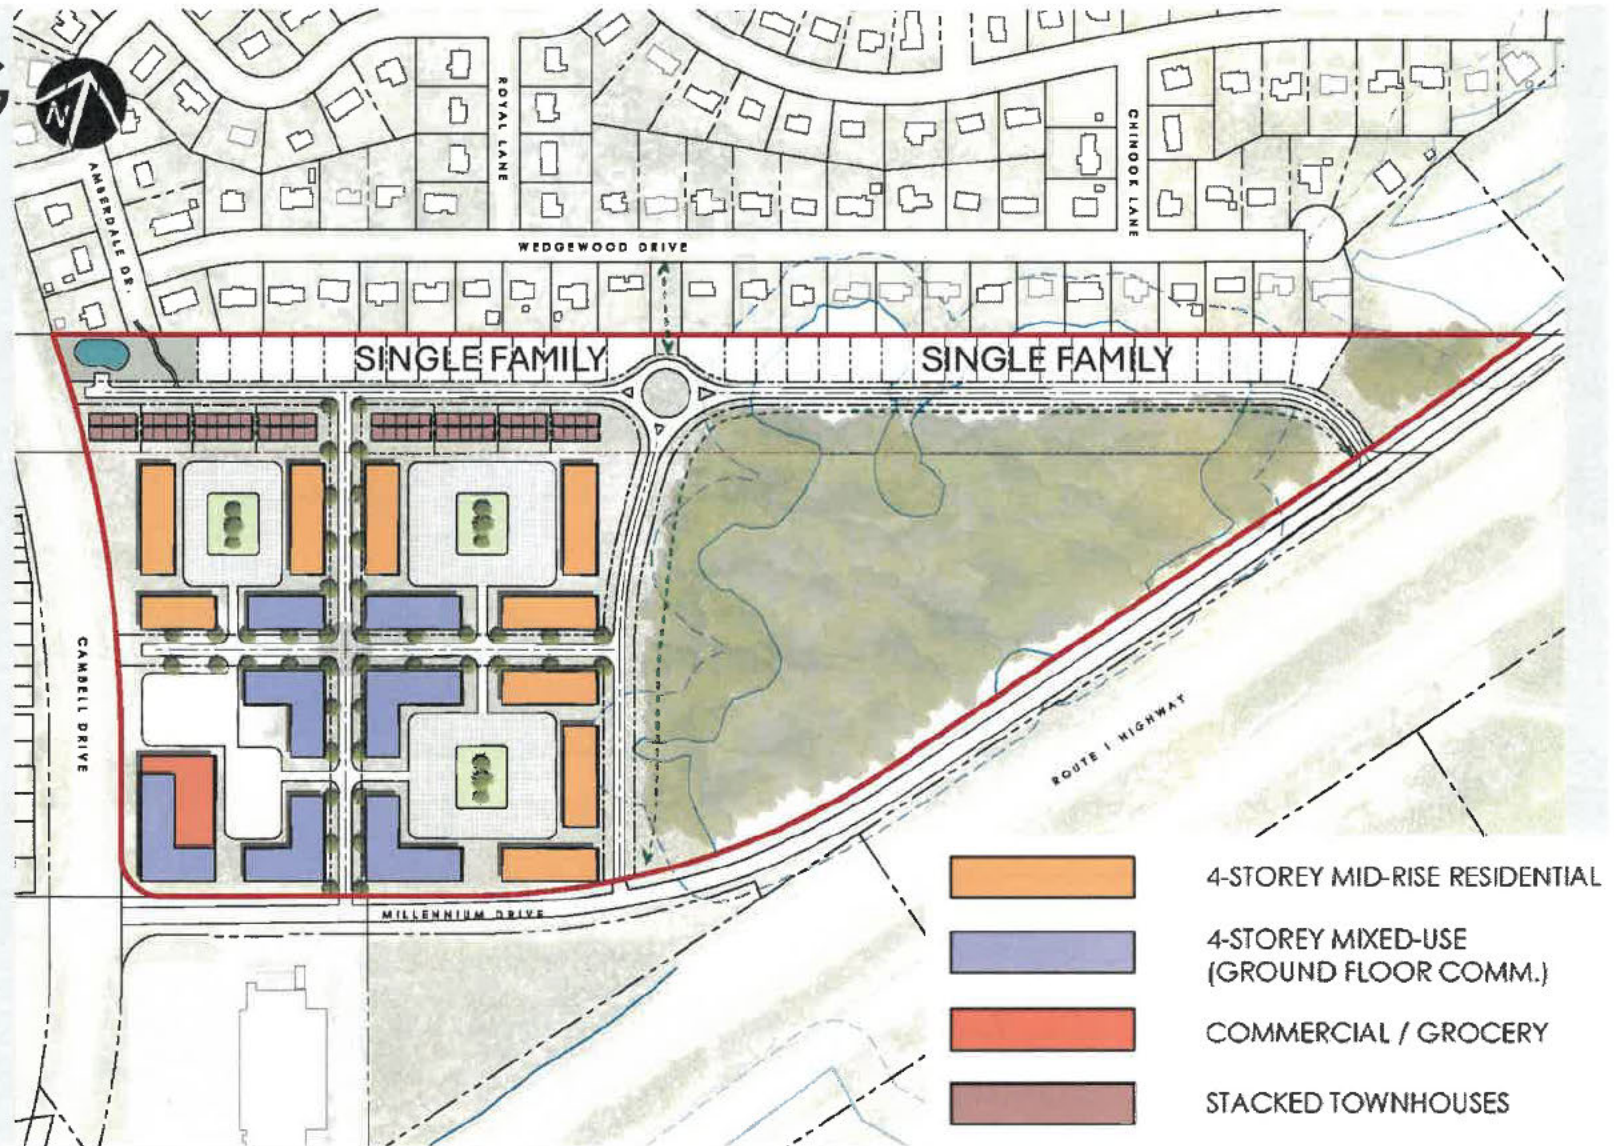 N
ROYAL LANE
CHINOOK LANE
AMBERDALE DR.
WEDGEWOOD DRIVE
SINGLE FAMILY
SINGLE FAMILY
CAMBELL DRIVE
ROUTE 1 HIGHWAY
MILLENNIUM DRIVE
4-STOREY MID-RISE RESIDENTIAL
4-STOREY MIXED-USE
(GROUND FLOOR COMM.)
COMMERCIAL / GROCERY
STACKED TOWNHOUSES